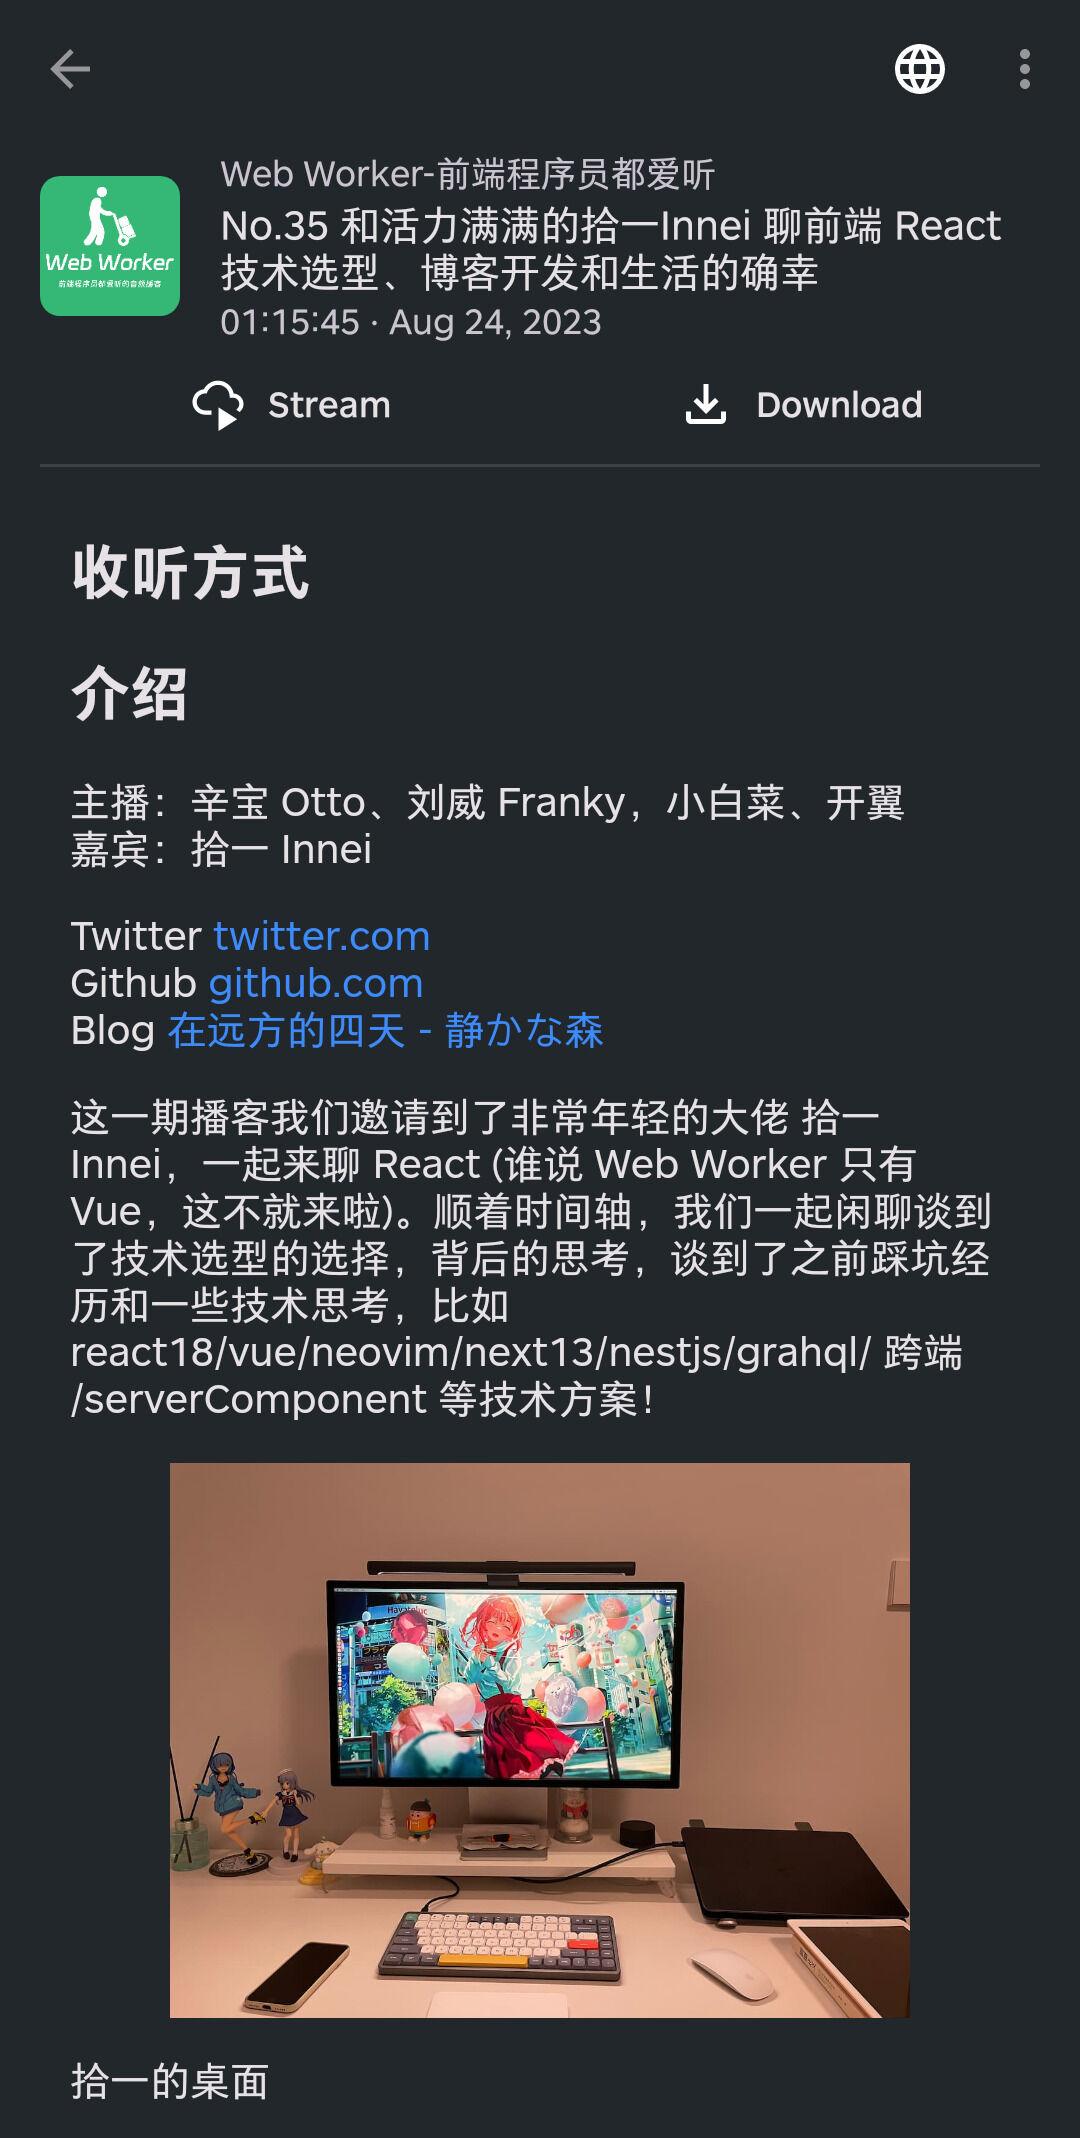 Web Worker-前端程序员都爱听
No.35 和活力满满的拾一Innei 聊前端 React
技术选型、博客开发和生活的确幸
01:15:45 · Aug 24, 2023
Web Worker
前端程序员都爱听的音频播客
Stream
Download
收听方式
介绍
主播：辛宝 Otto、刘威 Franky，小白菜、开翼
嘉宾：拾一 Innei
Twitter twitter.com
Github github.com
Blog 在远方的四天 - 静かな森
这一期播客我们邀请到了非常年轻的大佬 拾一
Innei，一起来聊 React (谁说 Web Worker 只有
Vue，这不就来啦)。顺着时间轴，我们一起闲聊谈到
了技术选型的选择，背后的思考，谈到了之前踩坑经
历和一些技术思考，比如
react18/vue/neovim/next13/nestjs/grahql/ 跨端
/serverComponent 等技术方案！
拾一的桌面